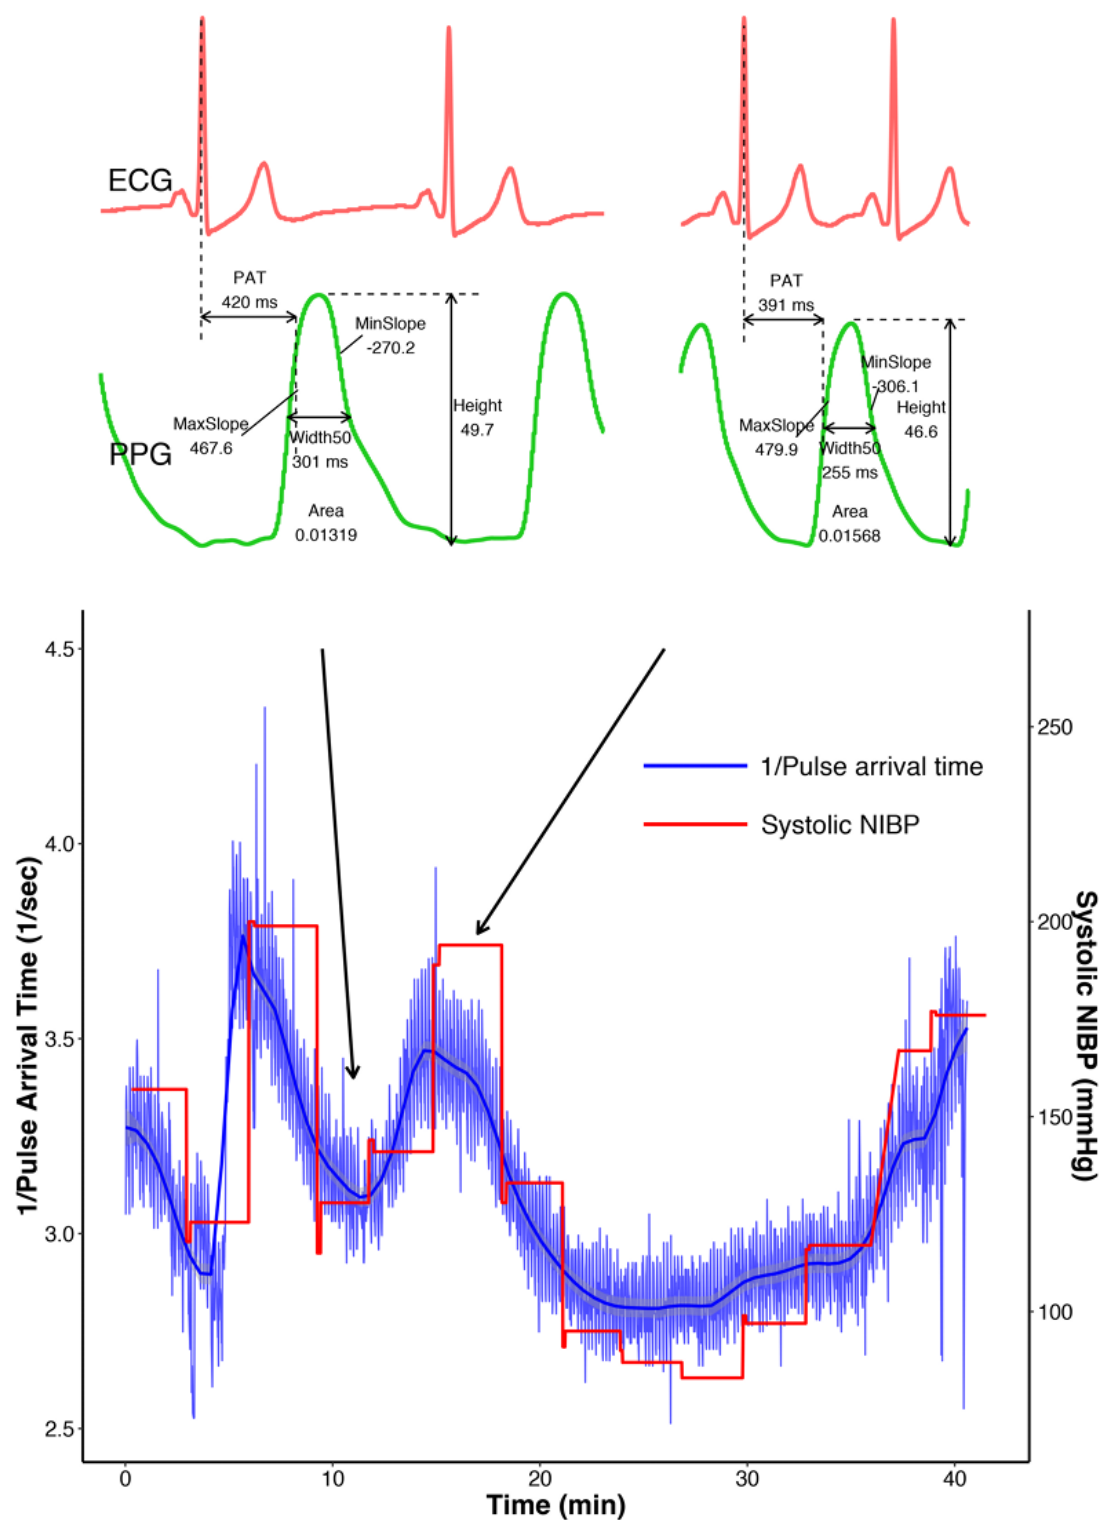 ECG
PAT
420 ms
MinSlope
-270.2
MaxSlope
467.6
PPG
Width50
301 ms
Height
49.7
Area
0.01319
PAT
391 ms
MinSlope
-306.1
MaxSlope
479.9
Height
46.6
Width50
255 ms
Area
0.01568
4.5
4.0
3.5
3.0
2.5
1/Pulse Arrival Time (1/sec)
1/Pulse arrival time
Systolic NIBP
250
200
150
100
Systolic NIBP (mmHg)
0
10
20
30
40
Time (min)